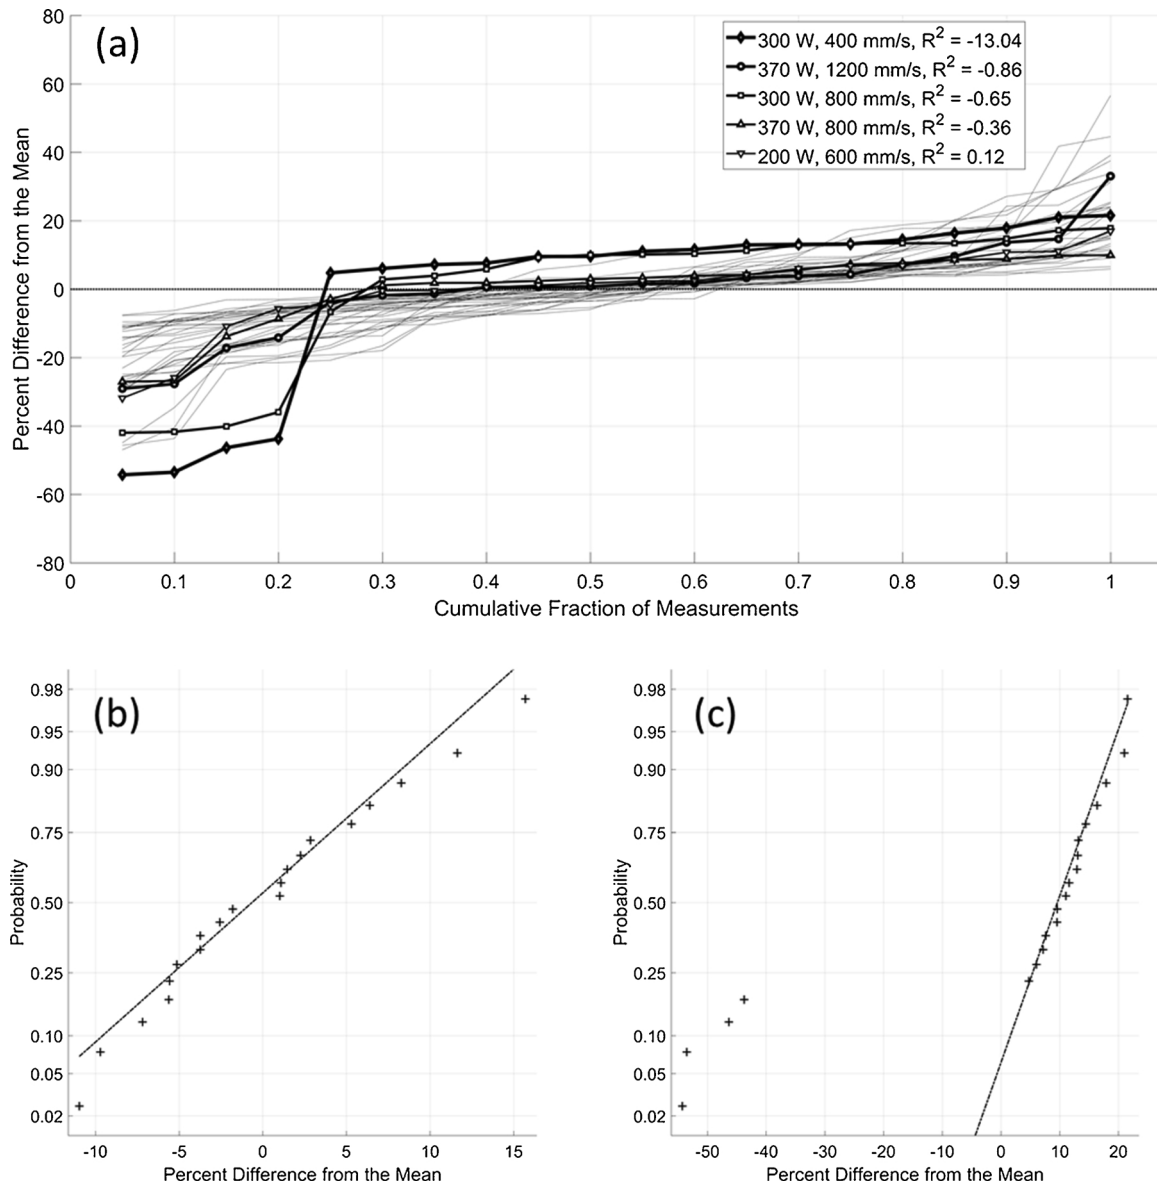 (a)
80
60
40
20
0
-20
-40
-60
-80
Percent Difference from the Mean
300 W, 400 mm/s, R² = -13.04
370 W, 1200 mm/s, R² = -0.86
300 W, 800 mm/s, R² = -0.65
370 W, 800 mm/s, R² = -0.36
200 W, 600 mm/s, R² = 0.12
0 0.1 0.2 0.3 0.4 0.5 0.6 0.7 0.8 0.9 1
Cumulative Fraction of Measurements
(b)
0.98
0.95
0.90
0.75
0.50
0.25
0.10
0.05
0.02
Probability
-10 -5 0 5 10 15
Percent Difference from the Mean
(c)
0.98
0.95
0.90
0.75
0.50
0.25
0.10
0.05
0.02
Probability
-50 -40 -30 -20 -10 0 10 20
Percent Difference from the Mean